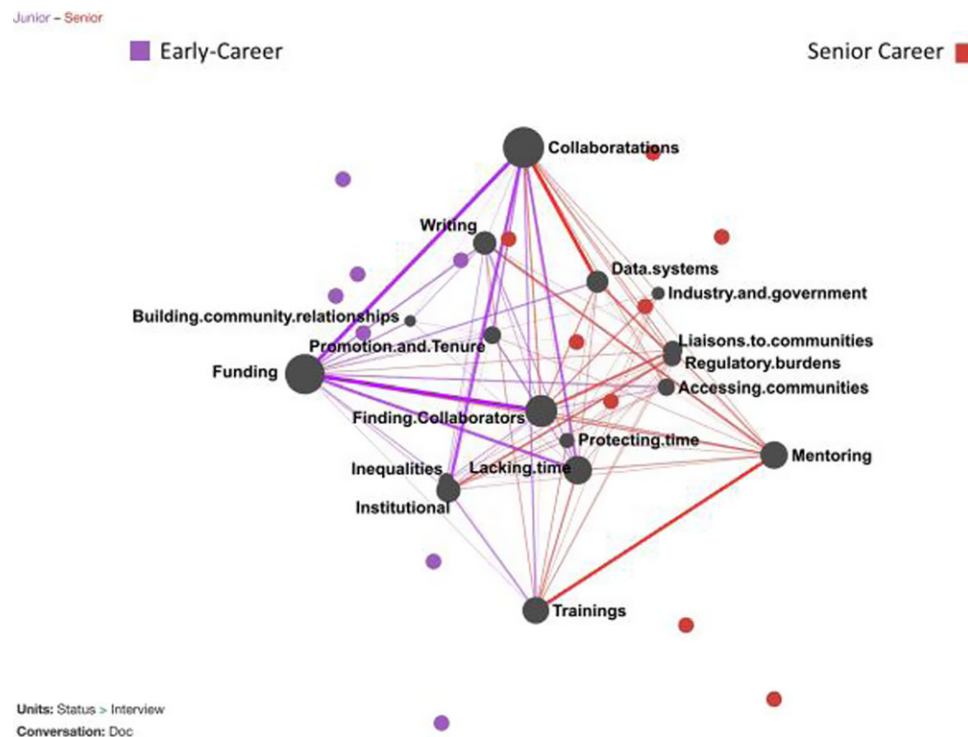 Junior – Senior
Early-Career
Senior Career
Collaboratations
Writing
Data.systems
Industry.and.government
Building.community.relationships
Promotion.and.Tenure
Liaisons.to.communities
Regulatory.burdens
Funding
Accessing.communities
Finding.Collaborators
Protecting.time
Mentoring
Inequalities
Lacking.time
Institutional
Trainings
Units: Status > Interview
Conversation: Doc